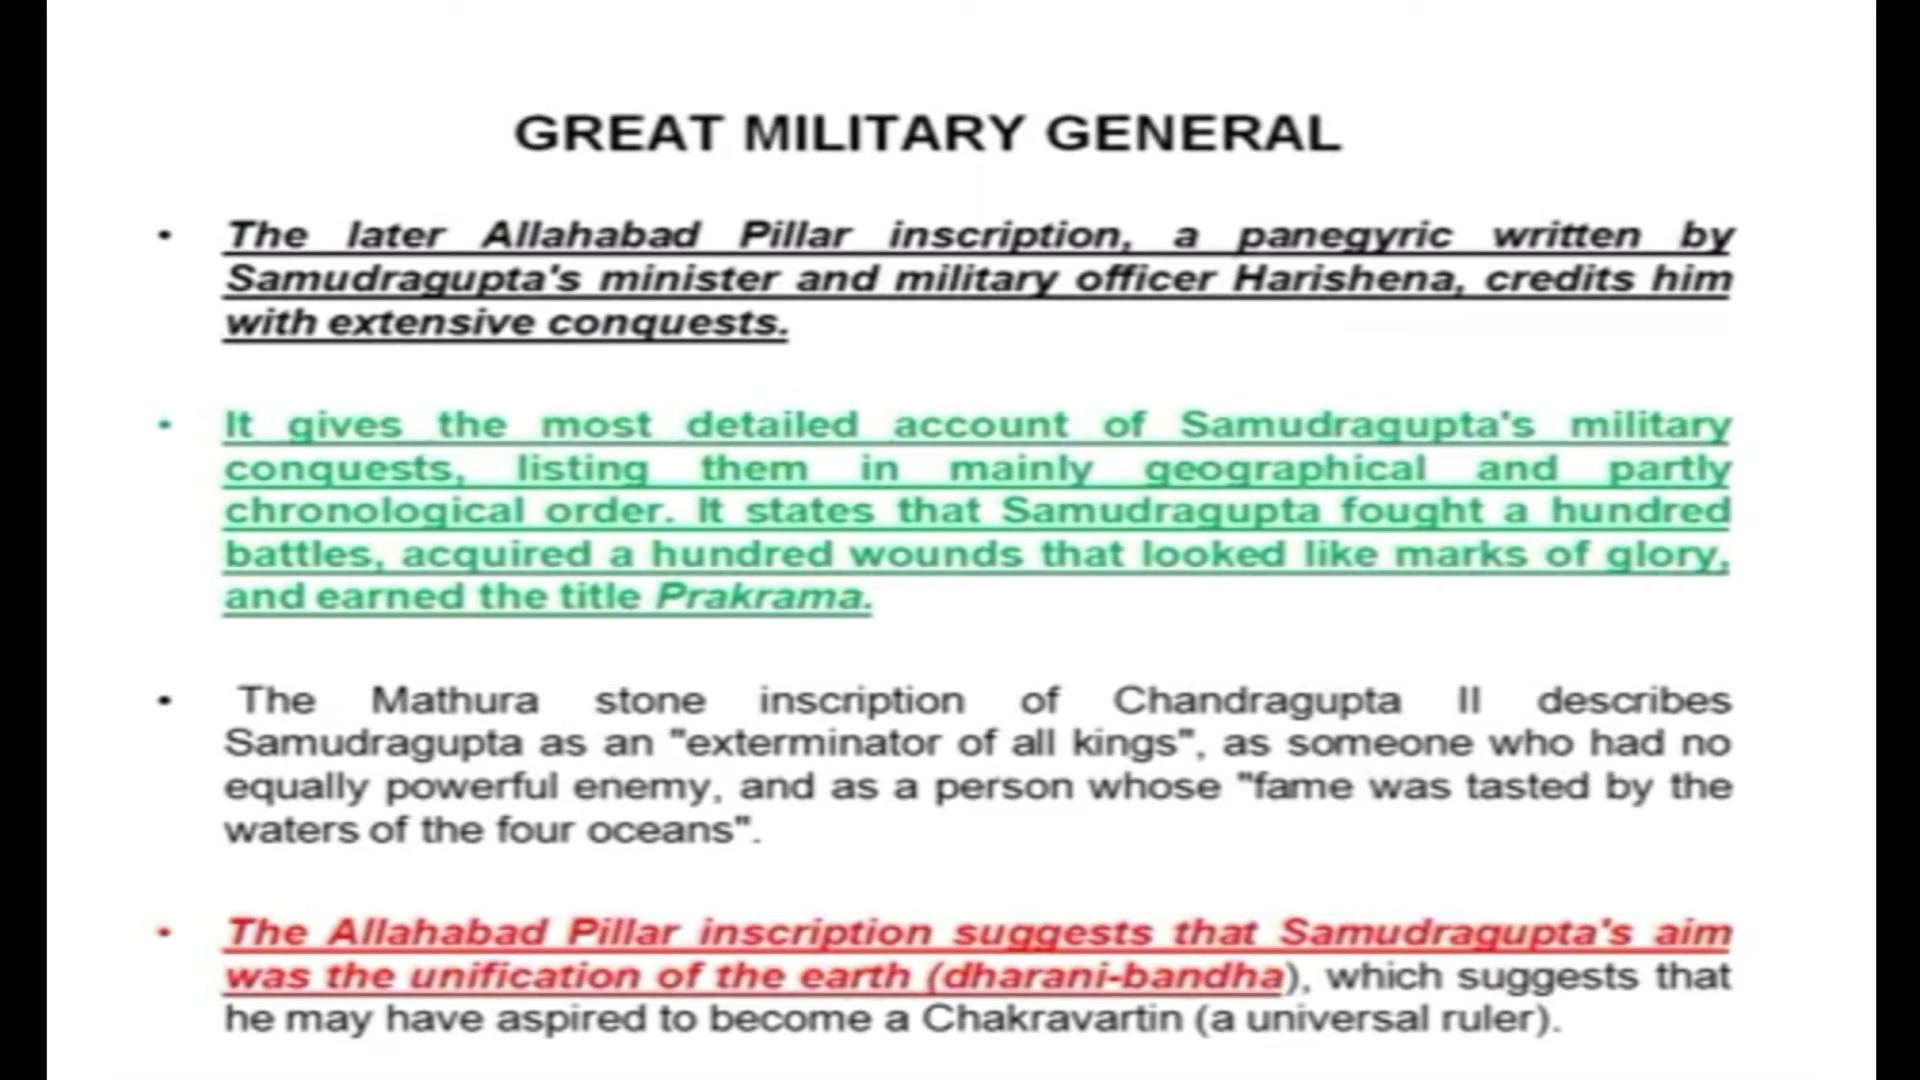 GREAT MILITARY GENERAL
• The later Allahabad Pillar inscription, a panegyric written by
Samudragupta's minister and military officer Harishena, credits him
with extensive conquests.
• It gives the most detailed account of Samudragupta's military
conquests, listing them in mainly geographical and partly
chronological order. It states that Samudragupta fought a hundred
battles, acquired a hundred wounds that looked like marks of glory,
and earned the title Prakrama.
• The Mathura stone inscription of Chandragupta II describes
Samudragupta as an "exterminator of all kings", as someone who had no
equally powerful enemy, and as a person whose "fame was tasted by the
waters of the four oceans".
• The Allahabad Pillar inscription suggests that Samudragupta's aim
was the unification of the earth (dharani-bandha), which suggests that
he may have aspired to become a Chakravartin (a universal ruler).